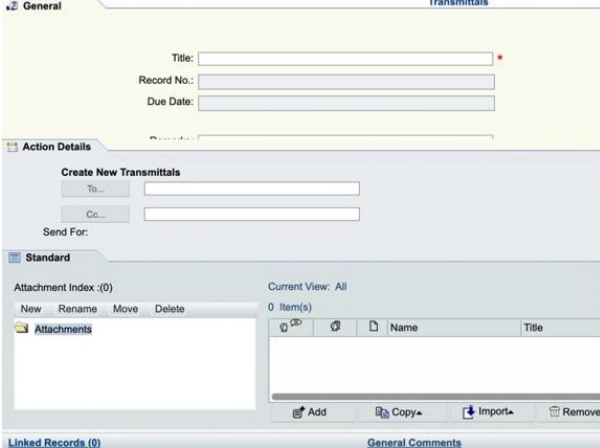 Transmittals
General
Title: *
Record No.:
Due Date:
Action Details
Create New Transmittals
To...
Cc...
Send For:
Standard
Attachment Index :(0)
Current View: All
New Rename Move Delete
0 Item(s)
Attachments
Name Title
Add Copy Import Remove
Linked Records (0) General Comments